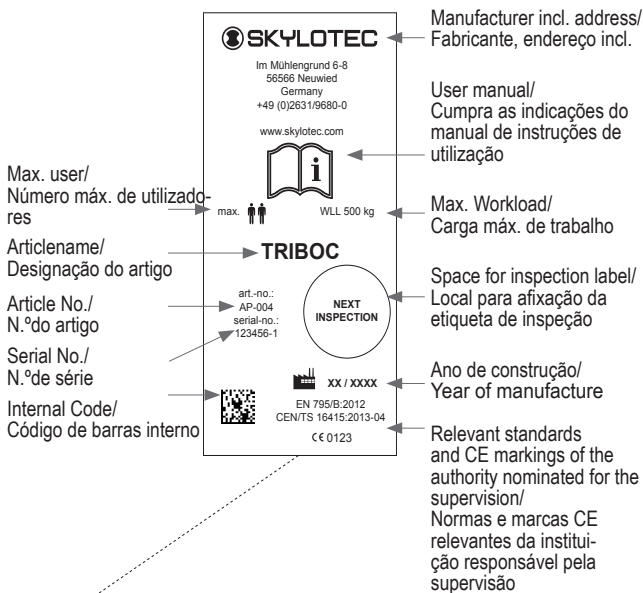 Max. user/
Número máx. de utilizado-
res
Articlename/
Designação do artigo
Article No./
N.ºdo artigo
Serial No./
N.ºde série
Internal Code/
Código de barras interno
SKYLOTEC
Im Mühlengrund 6-8
56566 Neuwied
Germany
+49 (0)2631/9680-0
www.skylotec.com
i
max.
WLL 500 kg
TRIBOC
art.-no.:
AP-004
serial-no.:
123456-1
NEXT
INSPECTION
XX / XXXX
EN 795/B:2012
CEN/TS 16415:2013-04
CE 0123
Manufacturer incl. address/
Fabricante, endereço incl.
User manual/
Cumpra as indicações do
manual de instruções de
utilização
Max. Workload/
Carga máx. de trabalho
Space for inspection label/
Local para afixação da
etiqueta de inspeção
Ano de construção/
Year of manufacture
Relevant standards
and CE markings of the
authority nominated for the
supervision/
Normas e marcas CE
relevantes da institui-
ção responsável pela
supervisão